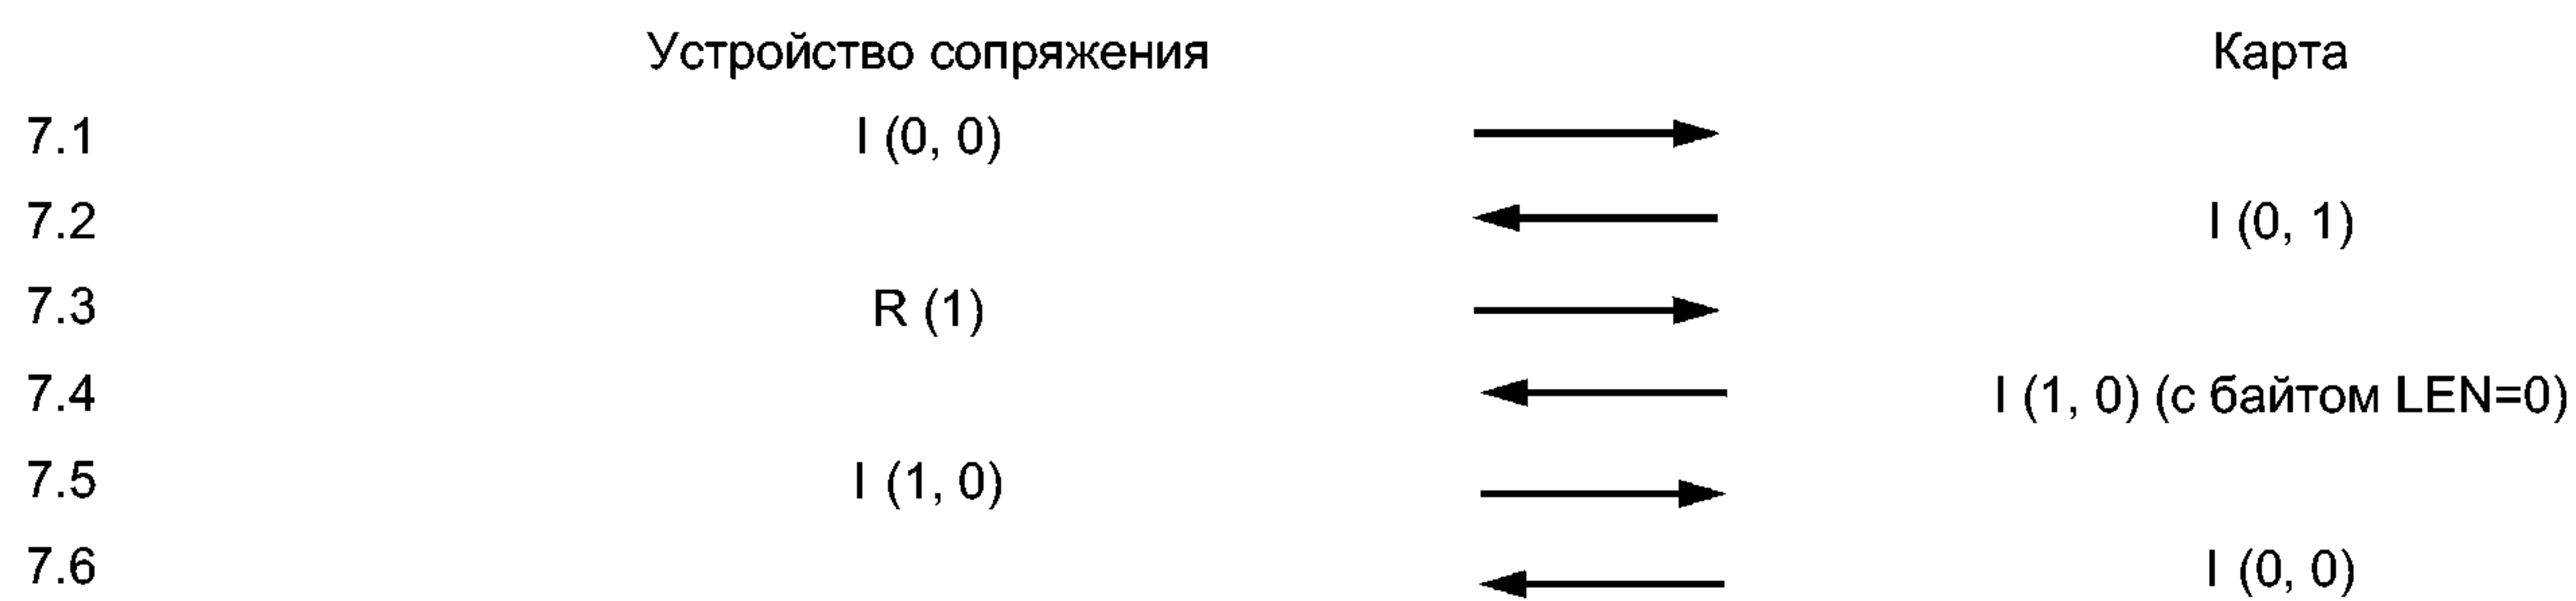 Устройство сопряжения Карта
7.1 I (0, 0)
7.2 I (0, 1)
7.3 R (1)
7.4 I (1, 0) (с байтом LEN=0)
7.5 I (1, 0)
7.6 I (0, 0)